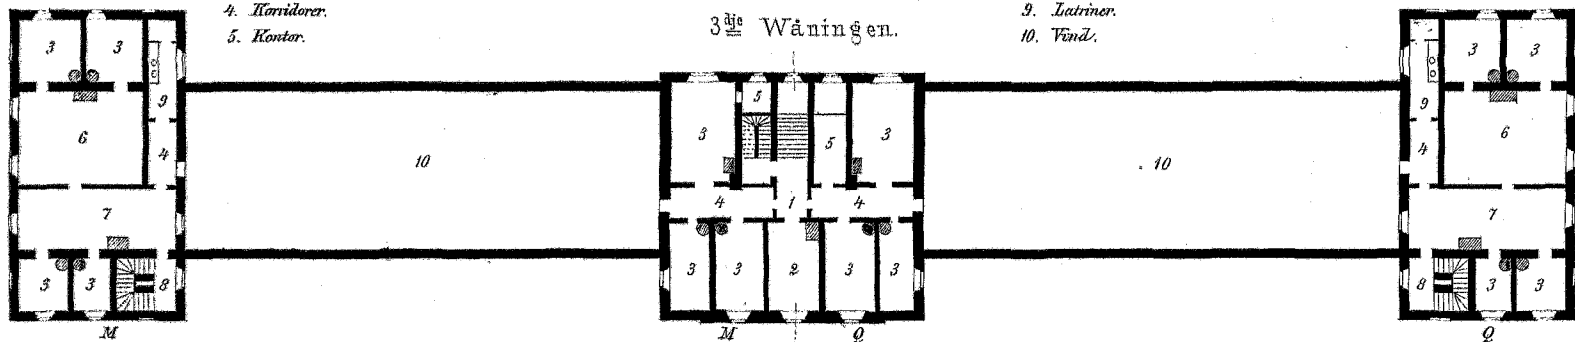 4. Korridorer.
5. Kontor.
3dje Wåningen.
9. Latriner.
10. Vind.
3 3
9
6
4
7
3 3 8
M
10
3 5 5 3
4 1 4
3 3 2 3 3
M Q
10
3 3
9
6
4
7
8 3 3
Q